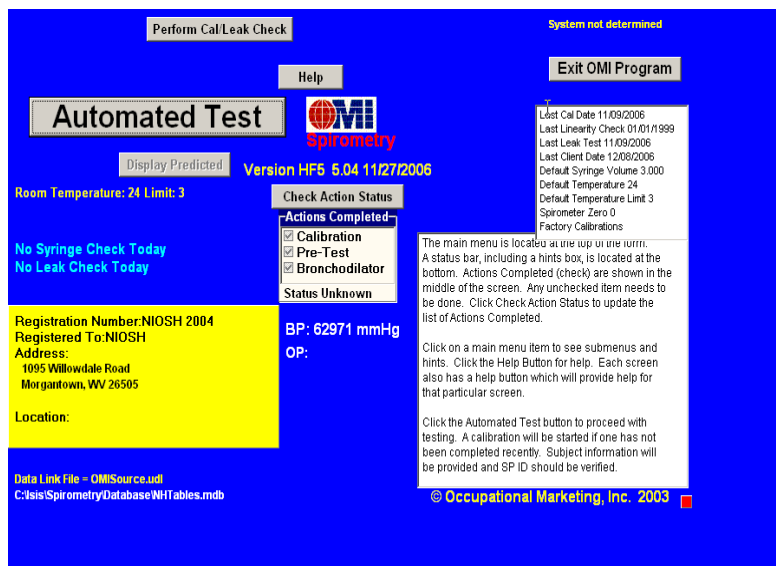 Perform Cal/Leak Check
System not determined
Help
Exit OMI Program
Automated Test
OMI
Spirometry
Last Cal Date 11/09/2006
Last Linearity Check 01/01/1999
Last Leak Test 11/09/2006
Last Client Date 12/08/2006
Default Syringe Volume 3.000
Default Temperature 24
Default Temperature Limit 3
Spirometer Zero 0
Factory Calibrations
Display Predicted
Version HF5 5.04 11/27/2006
Room Temperature: 24 Limit: 3
Check Action Status
Actions Completed
Calibration
Pre-Test
Bronchodilator
Status Unknown
No Syringe Check Today
No Leak Check Today
The main menu is located at the top of the form.
A status bar, including a hints box, is located at the
bottom. Actions Completed (check) are shown in the
middle of the screen. Any unchecked item needs to
be done. Click Check Action Status to update the
list of Actions Completed.
Click on a main menu item to see submenus and
hints. Click the Help Button for help. Each screen
also has a help button which will provide help for
that particular screen.
Click the Automated Test button to proceed with
testing. A calibration will be started if one has not
been completed recently. Subject information will
be provided and SP ID should be verified.
Registration Number:NIOSH 2004
Registered To:NIOSH
Address:
1095 Willowdale Road
Morgantown, WV 26505
Location:
BP: 62971 mmHg
OP:
Data Link File = OMISource.udl
C:\Isis\Spirometry\Database\NHTables.mdb
© Occupational Marketing, Inc. 2003